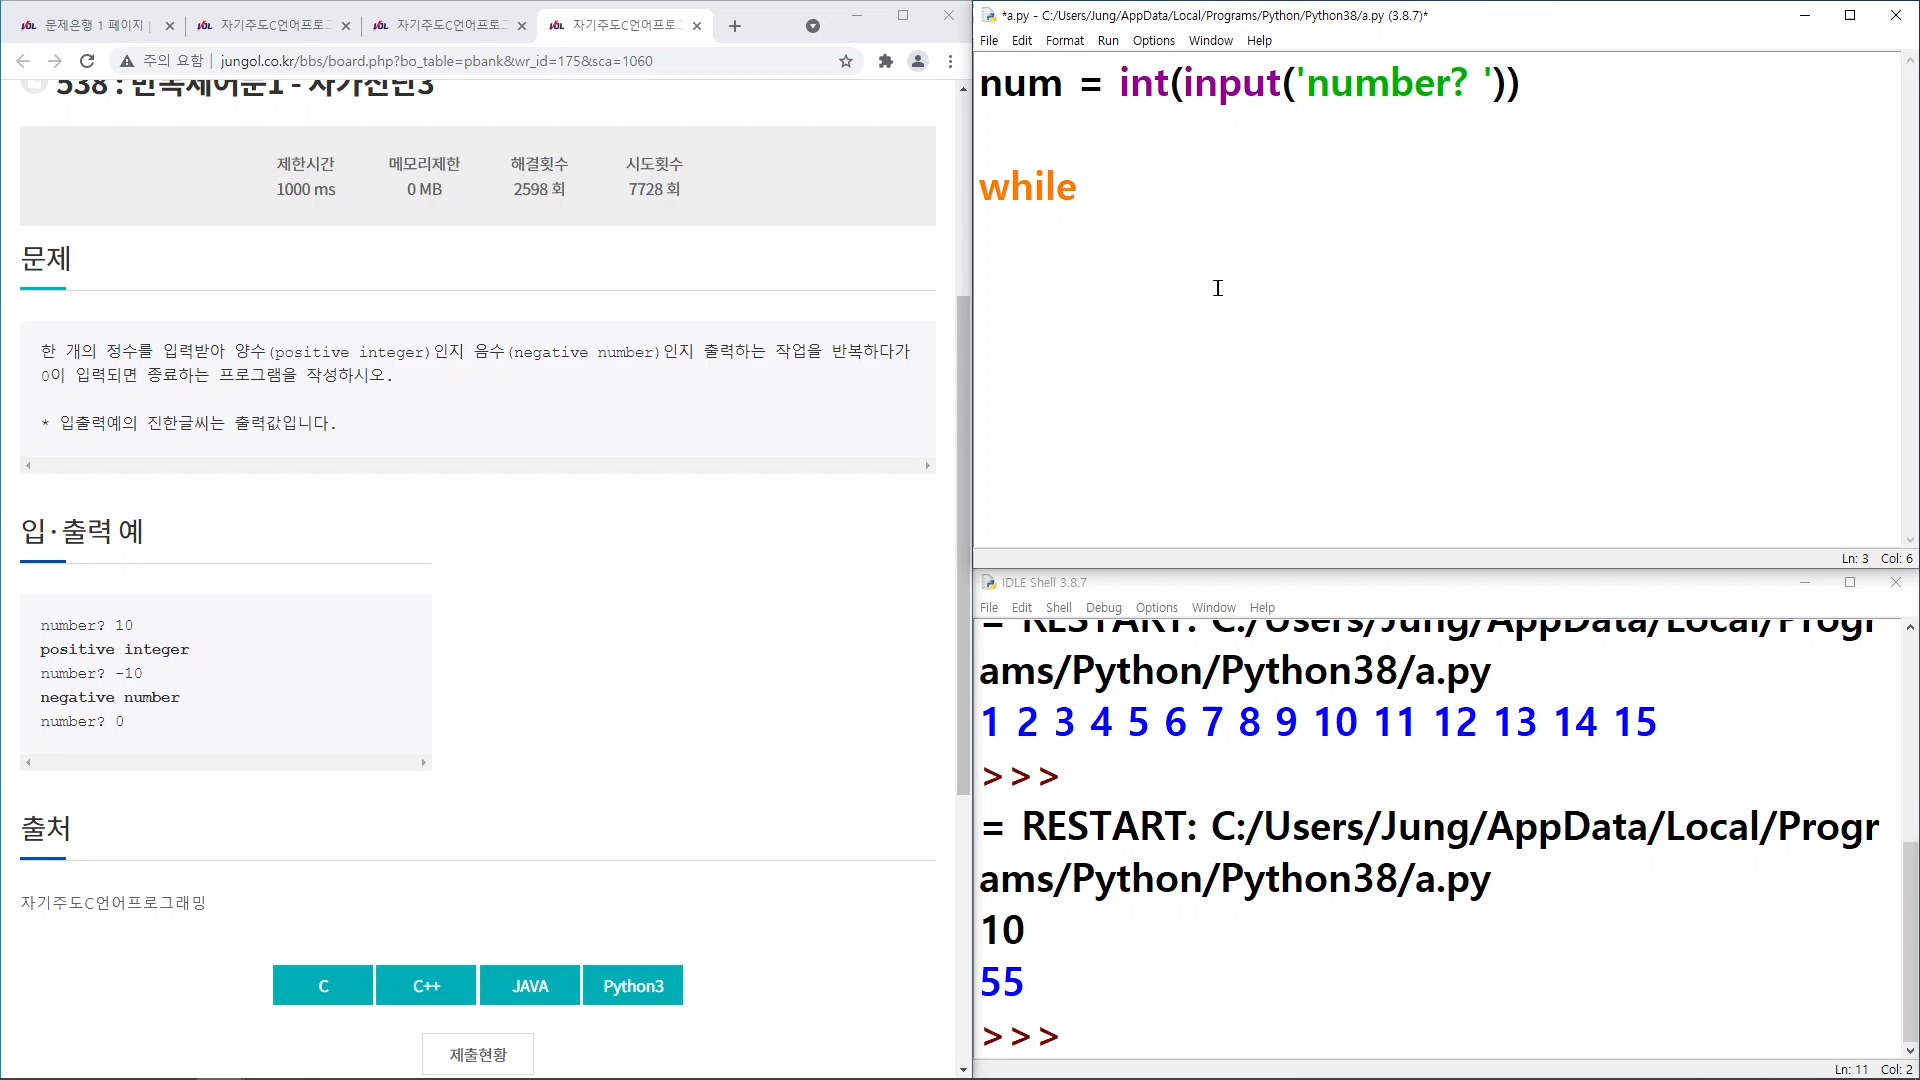 문제은행 1 페이지
자기주도C언어프로그
자기주도C언어프로그
자기주도C언어프로그
주의 요함
jungol.co.kr/bbs/board.php?bo_table=pbank&wr_id=175&sca=1060
제한시간 메모리제한 해결횟수 시도횟수
1000 ms 0 MB 2598 회 7728 회
문제
한 개의 정수를 입력받아 양수(positive integer)인지 음수(negative number)인지 출력하는 작업을 반복하다가
0이 입력되면 종료하는 프로그램을 작성하시오.
* 입출력예의 진한글씨는 출력값입니다.
입·출력 예
number? 10
positive integer
number? -10
negative number
number? 0
출처
자기주도C언어프로그래밍
C C++ JAVA Python3
제출현황
*a.py - C:/Users/Jung/AppData/Local/Programs/Python/Python38/a.py (3.8.7)*
File Edit Format Run Options Window Help
num = int(input('number? '))
while
Ln: 3 Col: 6
IDLE Shell 3.8.7
File Edit Shell Debug Options Window Help
= RESTART: C:/Users/Jung/AppData/Local/Progr
ams/Python/Python38/a.py
1 2 3 4 5 6 7 8 9 10 11 12 13 14 15
>>>
= RESTART: C:/Users/Jung/AppData/Local/Progr
ams/Python/Python38/a.py
10
55
>>>
Ln: 11 Col: 2